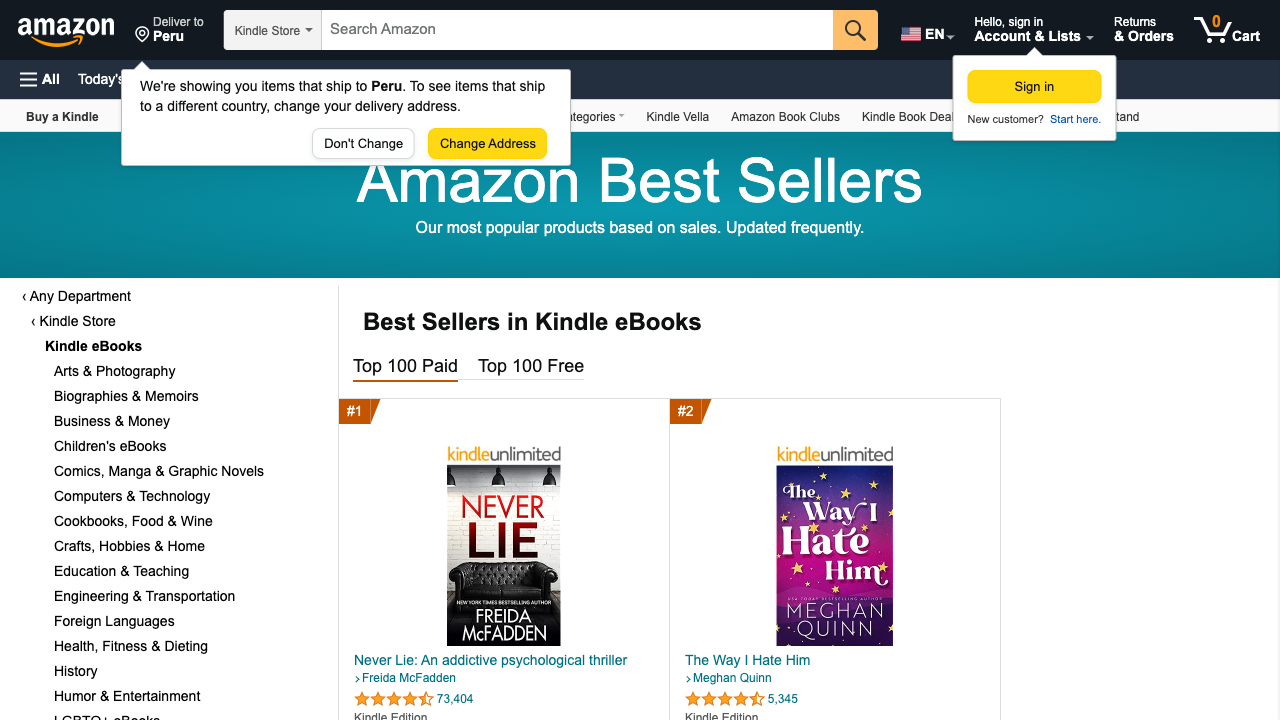 amazon
Deliver to
Peru
Kindle Store
Search Amazon
EN
Hello, sign in
Account & Lists
Returns
& Orders
0
Cart
All
Today's
We're showing you items that ship to Peru. To see items that ship
to a different country, change your delivery address.
Don't Change
Change Address
Sign in
New customer? Start here.
Buy a Kindle
Kindle Vella
Amazon Book Clubs
Amazon Best Sellers
Our most popular products based on sales. Updated frequently.
‹ Any Department
‹ Kindle Store
Kindle eBooks
Arts & Photography
Biographies & Memoirs
Business & Money
Children's eBooks
Comics, Manga & Graphic Novels
Computers & Technology
Cookbooks, Food & Wine
Crafts, Hobbies & Home
Education & Teaching
Engineering & Transportation
Foreign Languages
Health, Fitness & Dieting
History
Humor & Entertainment
LGBTQ+ eBooks
Best Sellers in Kindle eBooks
Top 100 Paid
Top 100 Free
#1
kindleunlimited
NEVER
LIE
NEW YORK TIMES BESTSELLING AUTHOR
FREIDA
McFADDEN
Never Lie: An addictive psychological thriller
› Freida McFadden
73,404
Kindle Edition
#2
kindleunlimited
The
Way I
Hate
Him
USA TODAY BESTSELLING AUTHOR
MEGHAN
QUINN
The Way I Hate Him
› Meghan Quinn
5,345
Kindle Edition